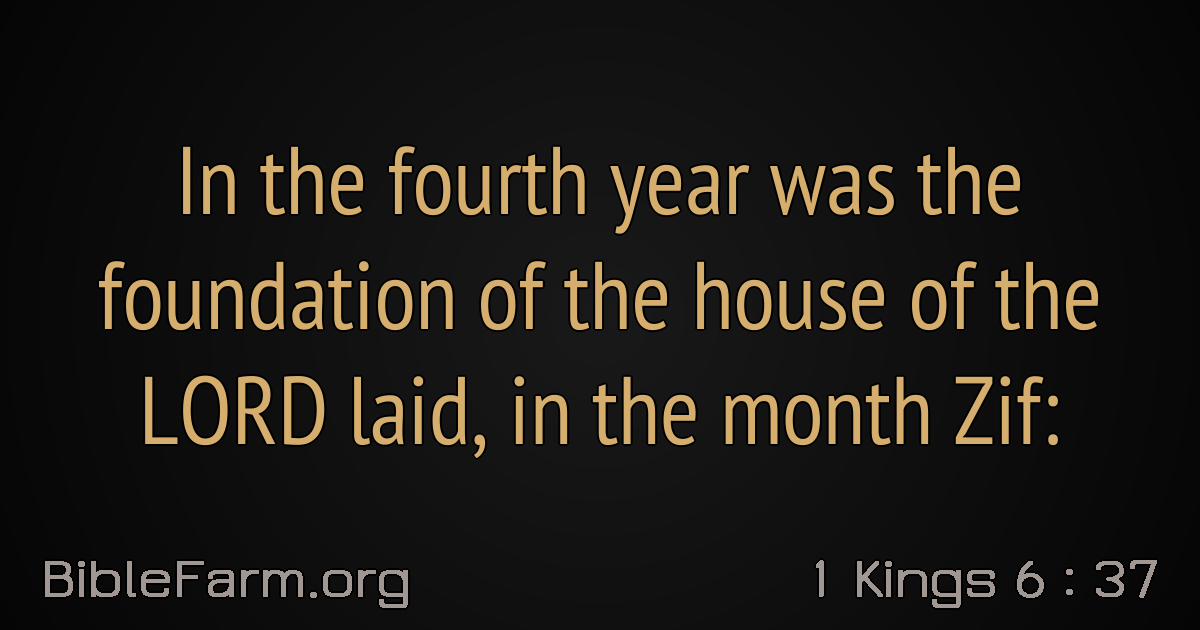 In the fourth year was the
foundation of the house of the
LORD laid, in the month Zif:
BibleFarm.org
1 Kings 6 : 37